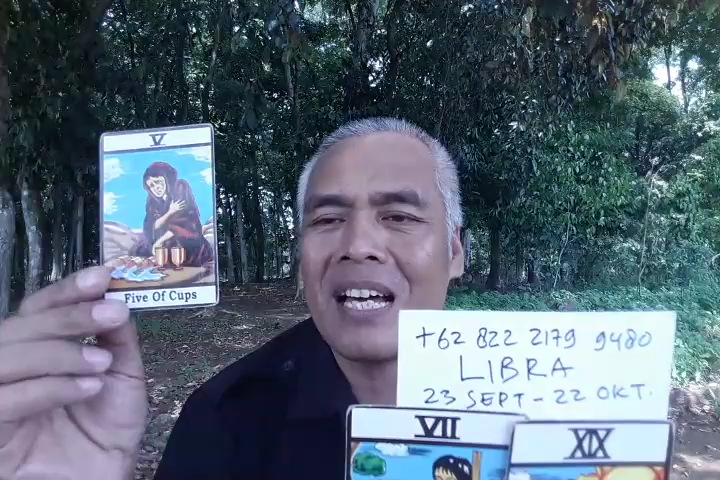 V
Five Of Cups
+62 822 2179 9480
LIBRA
23 SEPT - 22 OKT.
VII
XIX